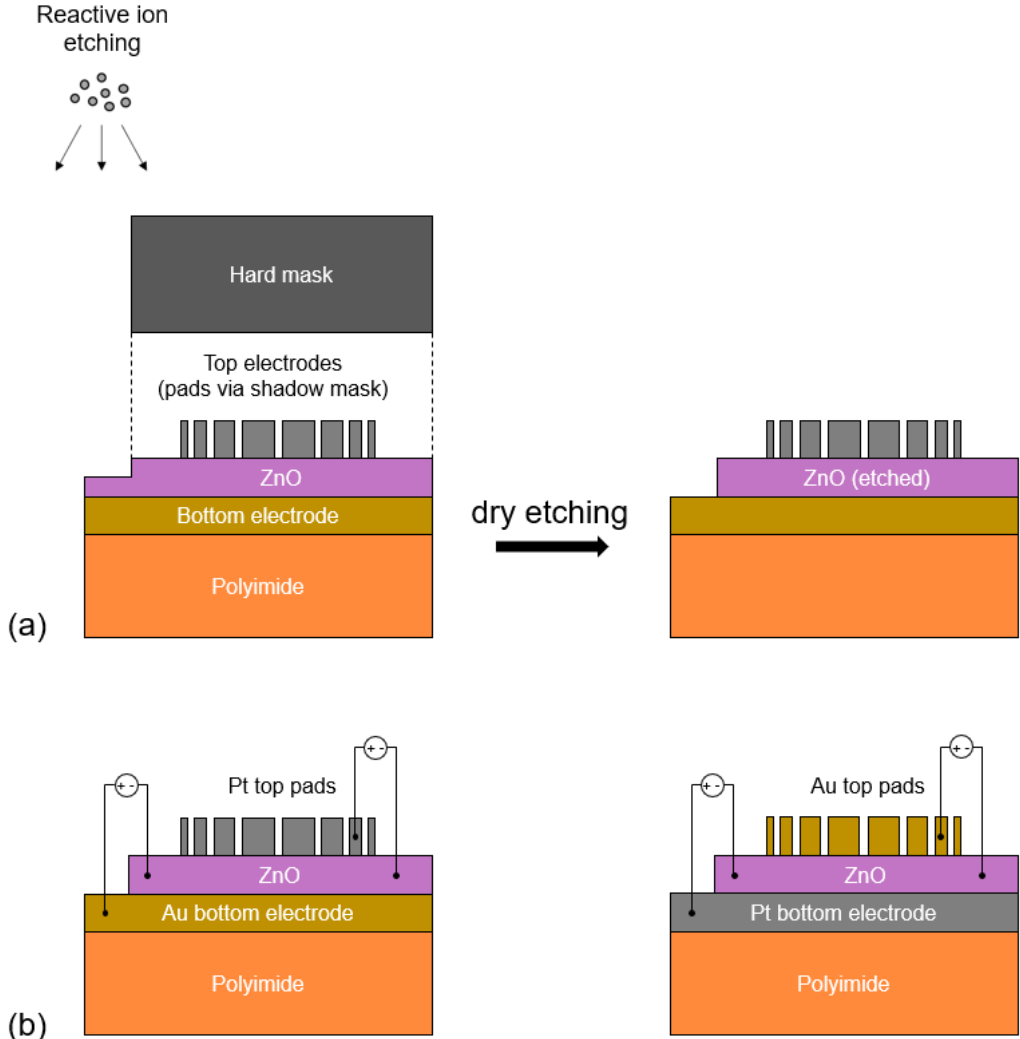 Reactive ion
etching
Hard mask
Top electrodes
(pads via shadow mask)
ZnO
ZnO (etched)
Bottom electrode
dry etching
Polyimide
(a)
+ -
+ -
+ -
+ -
Pt top pads
Au top pads
ZnO
ZnO
Au bottom electrode
Pt bottom electrode
Polyimide
Polyimide
(b)